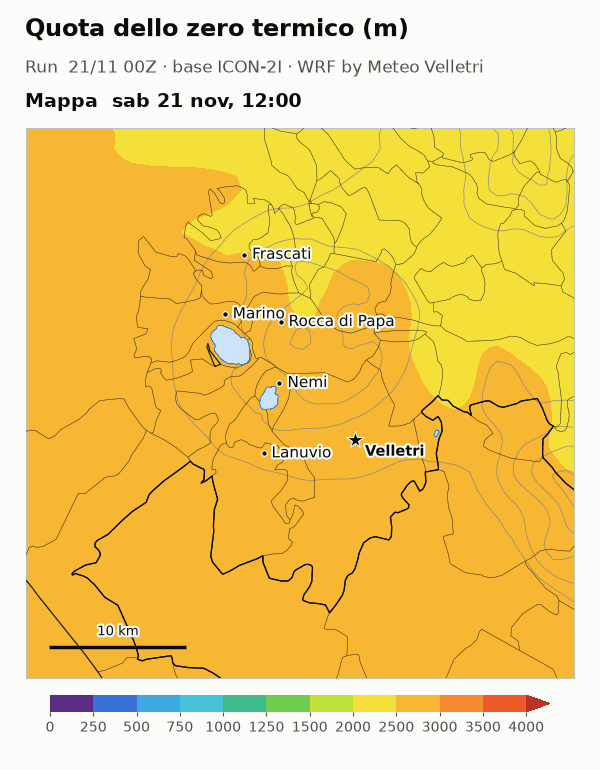 Quota dello zero termico (m)
Run 21/11 00Z · base ICON-2I · WRF by Meteo Velletri
Mappa sab 21 nov, 12:00
Frascati
Marino
Rocca di Papa
Nemi
Velletri
Lanuvio
10 km
0 250 500 750 1000 1250 1500 2000 2500 3000 3500 4000